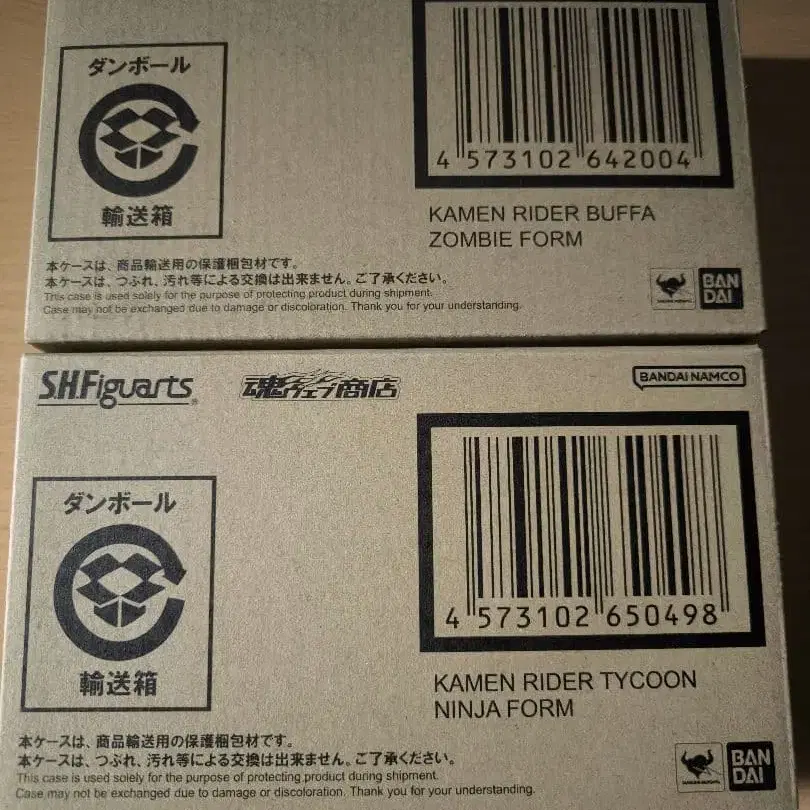 ダンボール
輸送箱
4 573102 642004
KAMEN RIDER BUFFA
ZOMBIE FORM
本ケースは、商品輸送用の保護梱包材です。
本ケースは、つぶれ、汚れ等による交換は出来ません。ご了承ください。
This case is used solely for the purpose of protecting product during shipment.
Case may not be exchanged due to damage or discoloration. Thank you for your understanding.
BAN
DAI
S.H.Figuarts
魂ウェブ商店
BANDAI NAMCO
ダンボール
輸送箱
4 573102 650498
KAMEN RIDER TYCOON
NINJA FORM
本ケースは、商品輸送用の保護梱包材です。
本ケースは、つぶれ、汚れ等による交換は出来ません。ご了承ください。
This case is used solely for the purpose of protecting product during shipment.
Case may not be exchanged due to damage or discoloration. Thank you for your understanding.
BAN
DAI